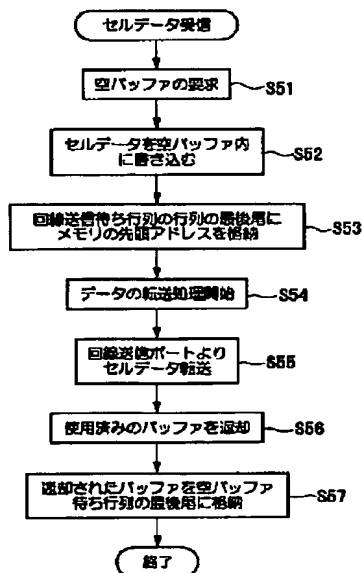 セルデータ受信
空バッファの要求
S51
セルデータを空バッファ内
に書き込む
S52
回線送信待ち行列の行列の最後尾に
メモリの先頭アドレスを格納
S53
データの転送処理開始
S54
回線送信ポートより
セルデータ転送
S55
使用済みのバッファを返却
S56
返却されたバッファを空バッファ
待ち行列の最後尾に格納
S57
終了